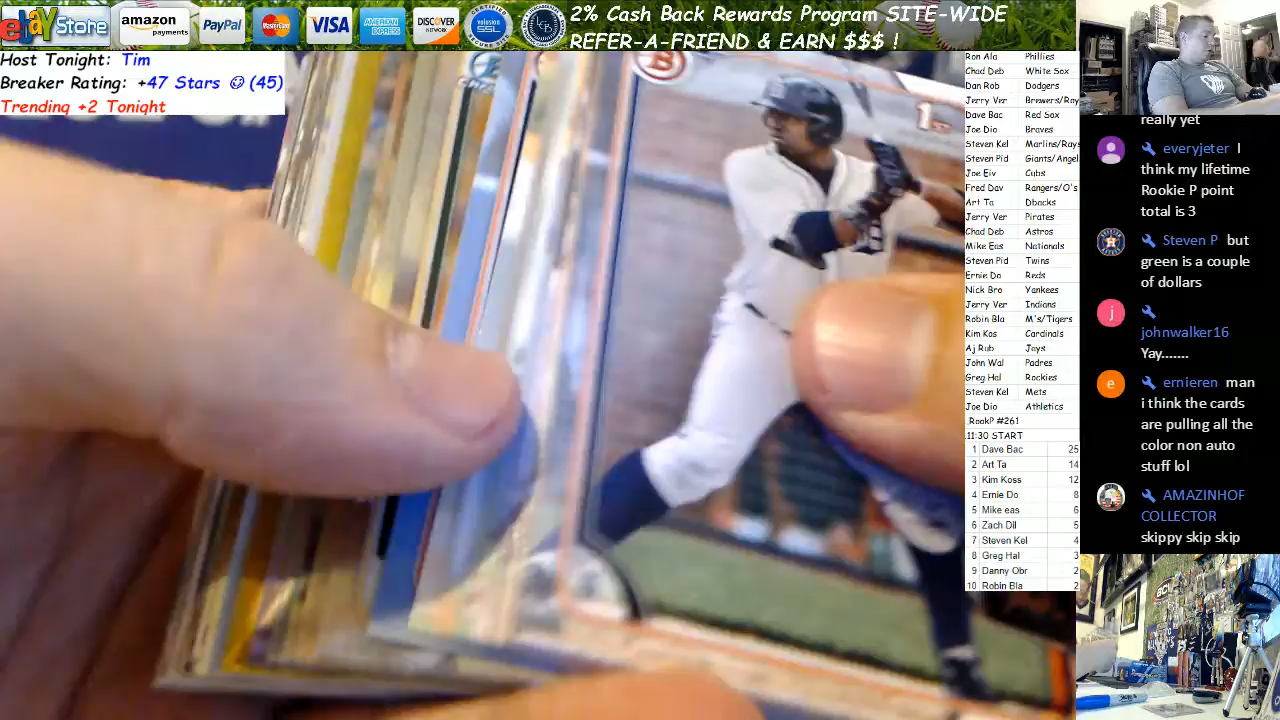 ebay Store
amazon payments
PayPal
MasterCard
VISA
AMERICAN EXPRESS
DISCOVER NETWORK
volusion SSL
2% Cash Back Rewards Program SITE-WIDE
REFER-A-FRIEND & EARN $$$ !
Host Tonight: Tim
Breaker Rating: +47 Stars ☺ (45)
Trending +2 Tonight
B
1st
Ron Alo Phillies
Chad Deb White Sox
Dan Rob Dodgers
Jerry Ver Brewers/Roy
Dave Bac Red Sox
Joe Dio Braves
Steven Kel Marlins/Rays
Steven Pid Giants/Angel
Joe Eiv Cubs
Fred Dav Rangers/O's
Art Ta Dbacks
Jerry Ver Pirates
Chad Deb Astros
Mike Eas Nationals
Steven Pid Twins
Ernie Do Reds
Nick Bro Yankees
Jerry Ver Indians
Robin Bla M's/Tigers
Kim Kos Cardinals
Aj Rub Jays
John Wal Padres
Greg Hal Rockies
Steven Kel Mets
Joe Dio Athletics
RookP #261
11:30 START
1 Dave Bac 25
2 Art Ta 14
3 Kim Koss 12
4 Ernie Do 8
5 Mike eas 6
6 Zach Dil 5
7 Steven Kel 4
8 Greg Hal 3
9 Danny Obr 2
10 Robin Bla 2
really yet
everyjeter I
think my lifetime
Rookie P point
total is 3
Steven P but
green is a couple
of dollars
j
johnwalker16
Yay.......
e
ernieren man
i think the cards
are pulling all the
color non auto
stuff lol
AMAZINHOF
COLLECTOR
skippy skip skip